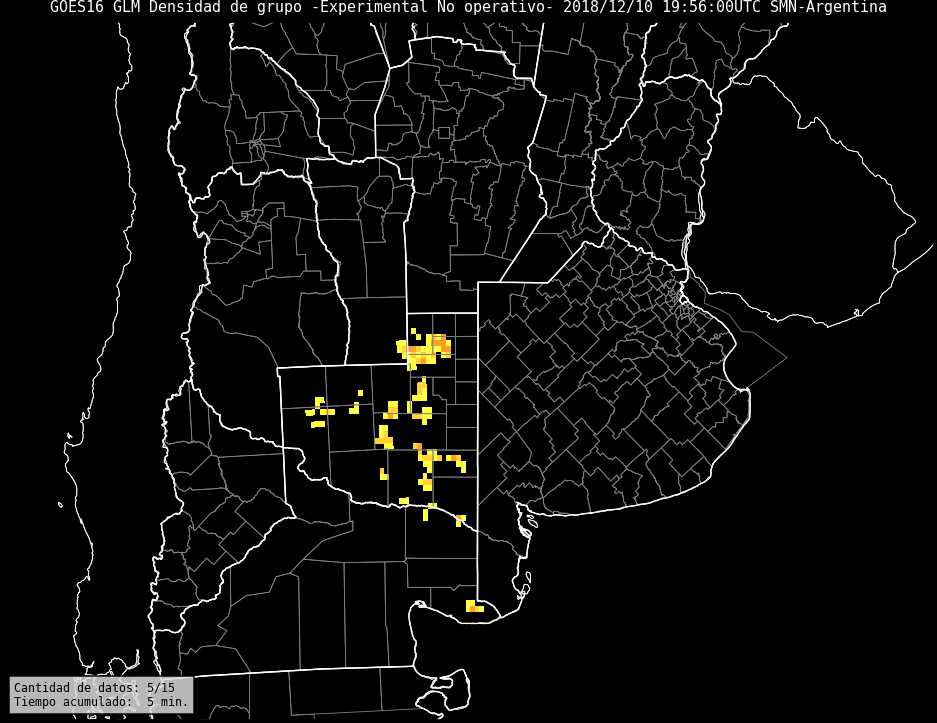 GOES16 GLM Densidad de grupo -Experimental No operativo- 2018/12/10 19:56:00UTC SMN-Argentina
Cantidad de datos: 5/15
Tiempo acumulado:  5 min.